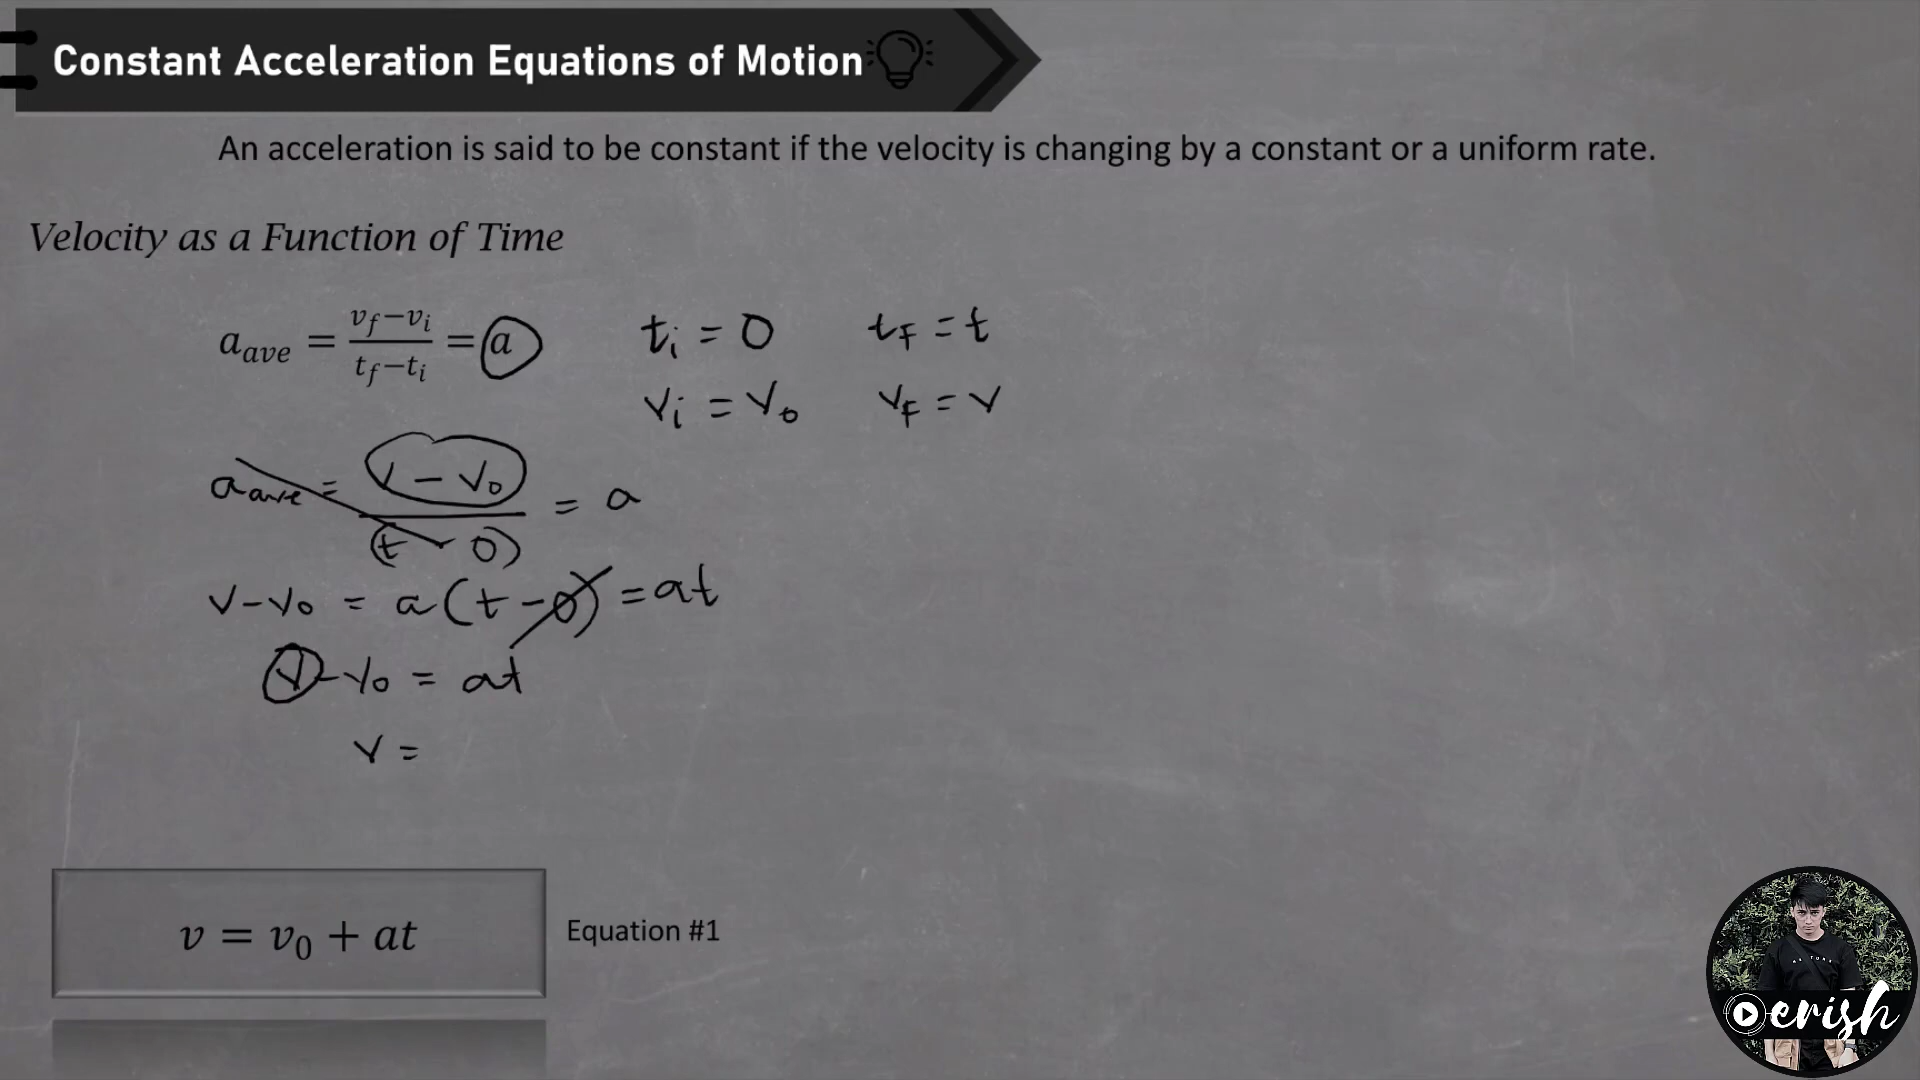 Constant Acceleration Equations of Motion
An acceleration is said to be constant if the velocity is changing by a constant or a uniform rate.
Velocity as a Function of Time
a_ave = (v_f − v_i)/(t_f − t_i) = a
t_i = 0 t_F = t
v_i = v_0 v_F = v
a_ave = (v − v_0)/(t − 0) = a
v − v_0 = a(t − 0) = at
v − v_0 = at
v =
v = v_0 + at
Equation #1
erish